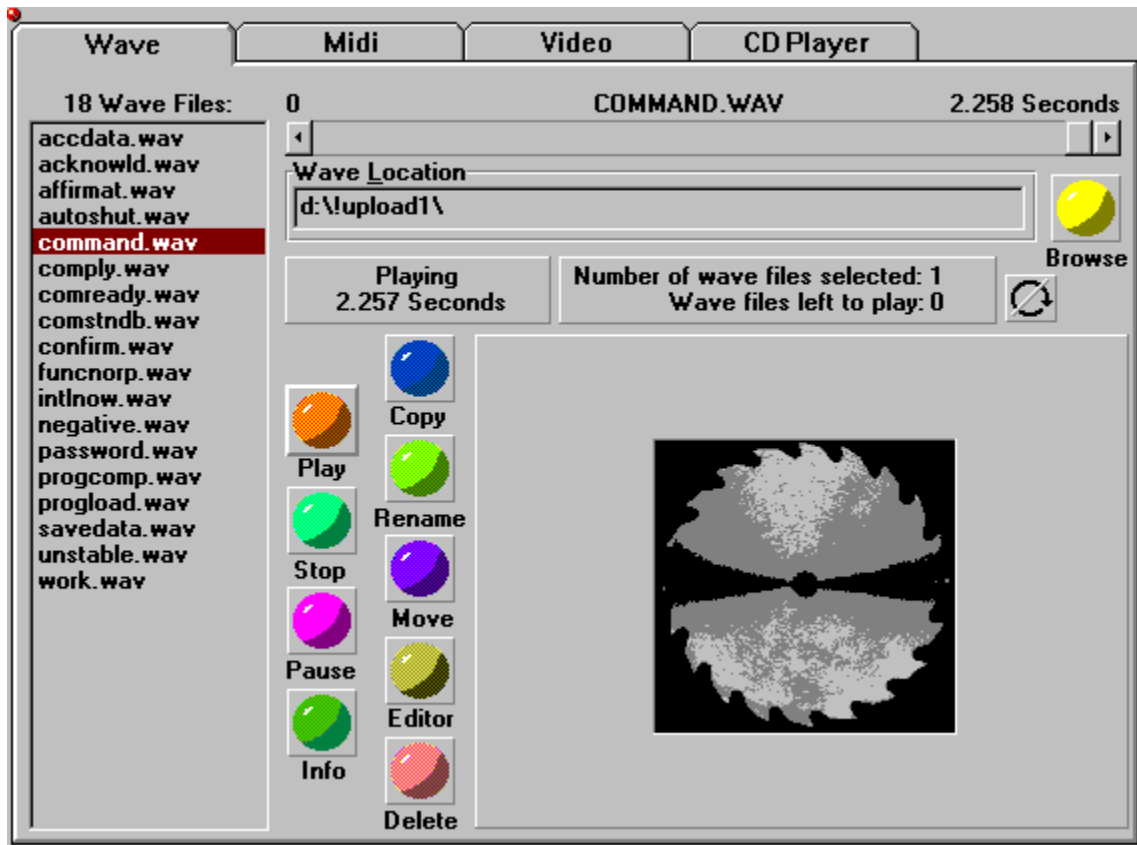 Wave Midi Video CD Player
18 Wave Files: 0 COMMAND.WAV 2.258 Seconds
accdata.wav
acknowld.wav
affirmat.wav
autoshut.wav
command.wav
comply.wav
comready.wav
comstndb.wav
confirm.wav
funcnorp.wav
intlnow.wav
negative.wav
password.wav
progcomp.wav
progload.wav
savedata.wav
unstable.wav
work.wav
Wave Location
d:\!upload1\
Browse
Playing
2.257 Seconds
Number of wave files selected: 1
Wave files left to play: 0
Copy
Play
Rename
Stop
Move
Pause
Editor
Info
Delete